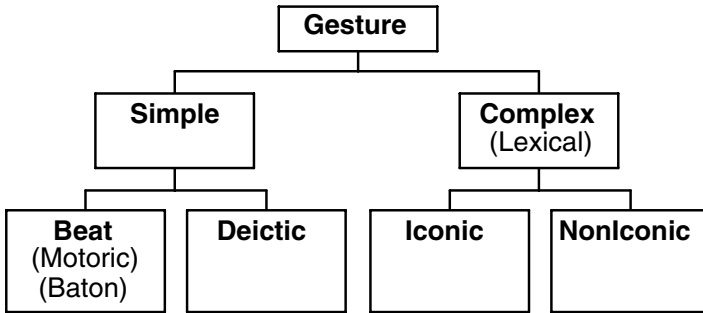 Gesture
Simple
Complex
(Lexical)
Beat
(Motoric)
(Baton)
Deictic
Iconic
NonIconic